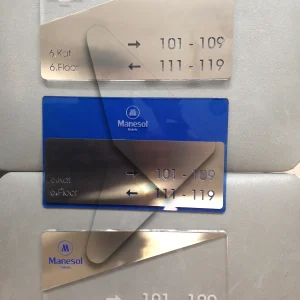 6.Kat → 101 - 109
6.Floor ← 111 - 119
Manesol
6.Kat → 101 - 109
6.Floor ← 111 - 119
Manesol
→ 101 - 109